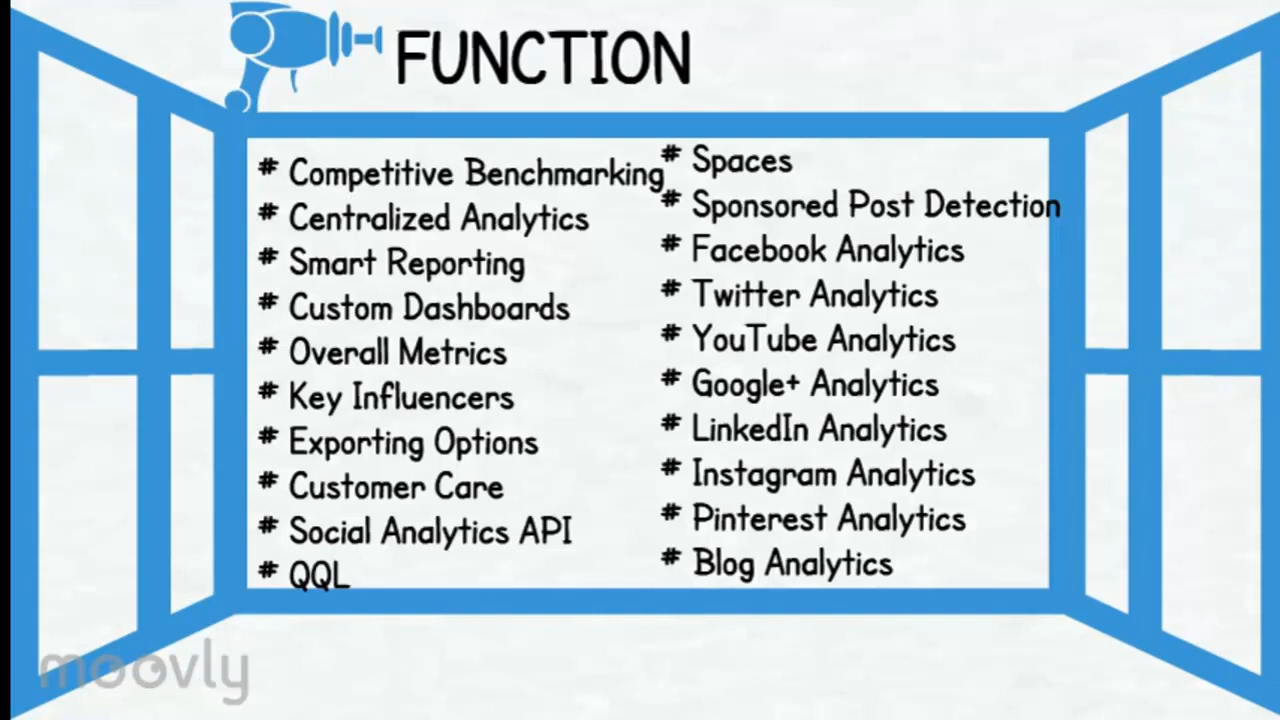 FUNCTION
# Competitive Benchmarking
# Centralized Analytics
# Smart Reporting
# Custom Dashboards
# Overall Metrics
# Key Influencers
# Exporting Options
# Customer Care
# Social Analytics API
# QQL
# Spaces
# Sponsored Post Detection
# Facebook Analytics
# Twitter Analytics
# YouTube Analytics
# Google+ Analytics
# LinkedIn Analytics
# Instagram Analytics
# Pinterest Analytics
# Blog Analytics
moovly